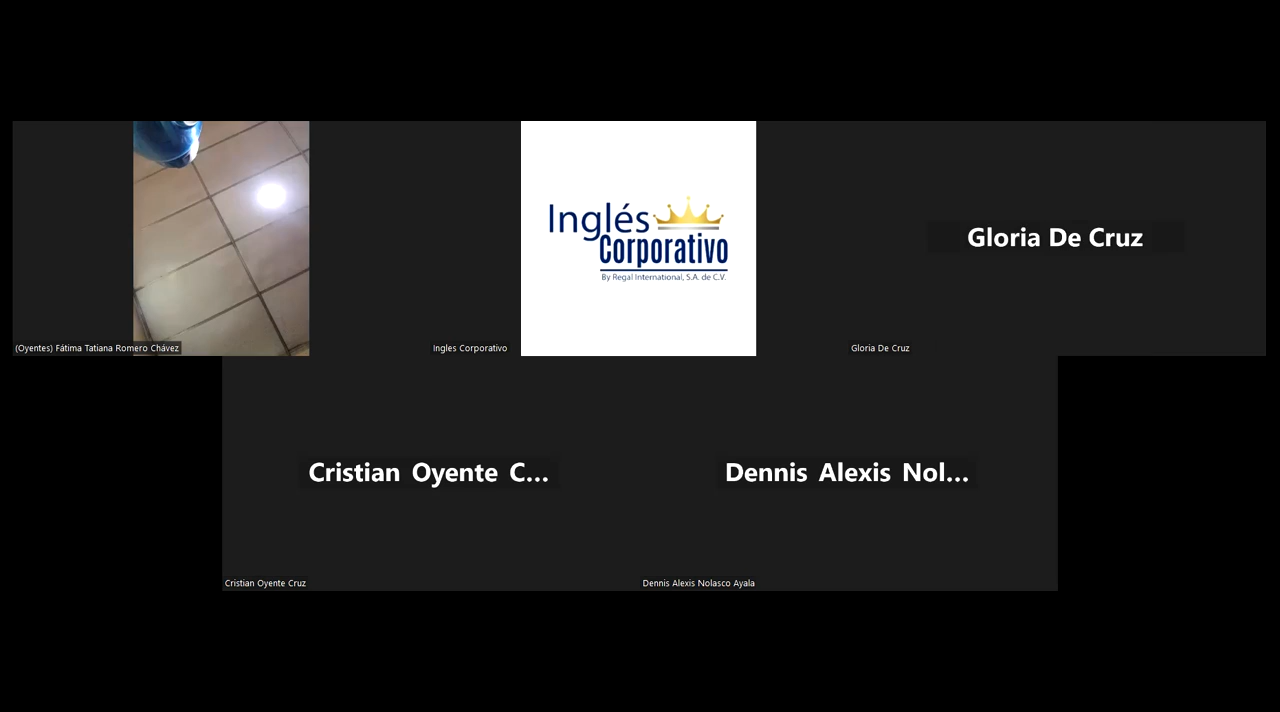 Inglés
Corporativo
By Regal International, S.A. de C.V.
Gloria De Cruz
(Oyentes) Fátima Tatiana Romero Chávez
Ingles Corporativo
Gloria De Cruz
Cristian Oyente C...
Dennis Alexis Nol...
Cristian Oyente Cruz
Dennis Alexis Nolasco Ayala